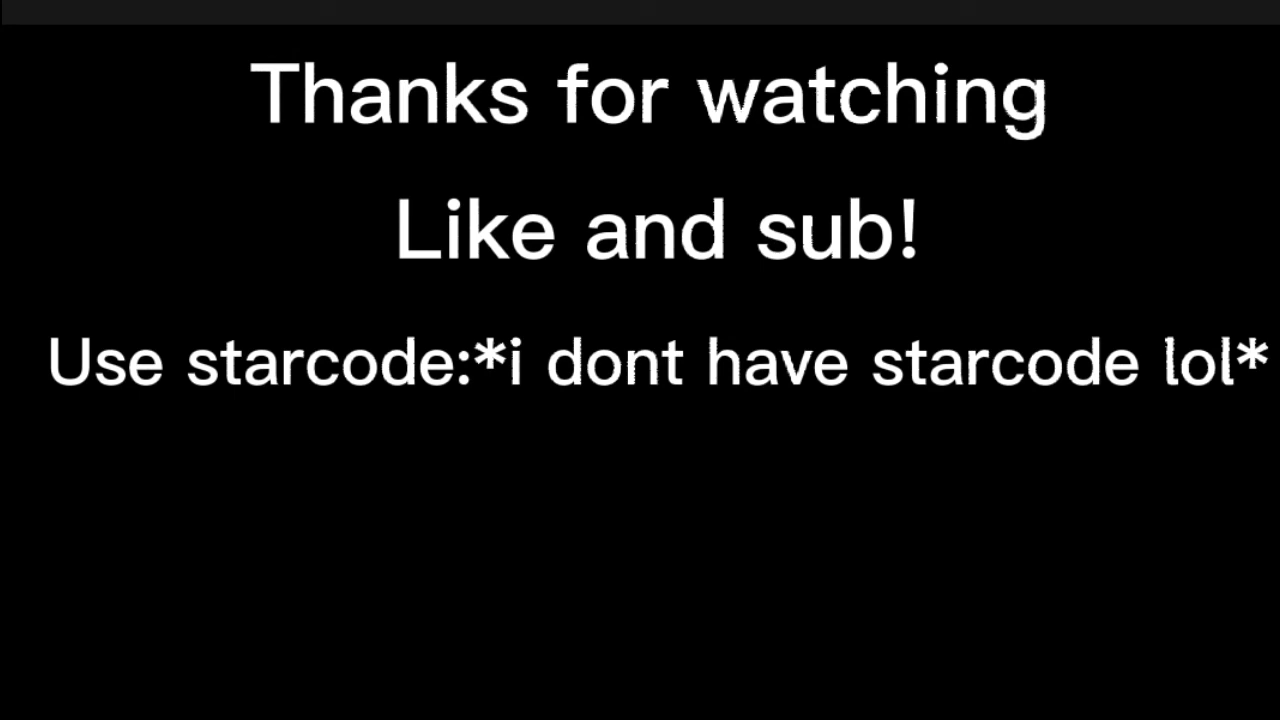 Thanks for watching
Like and sub!
Use starcode:*i dont have starcode lol*